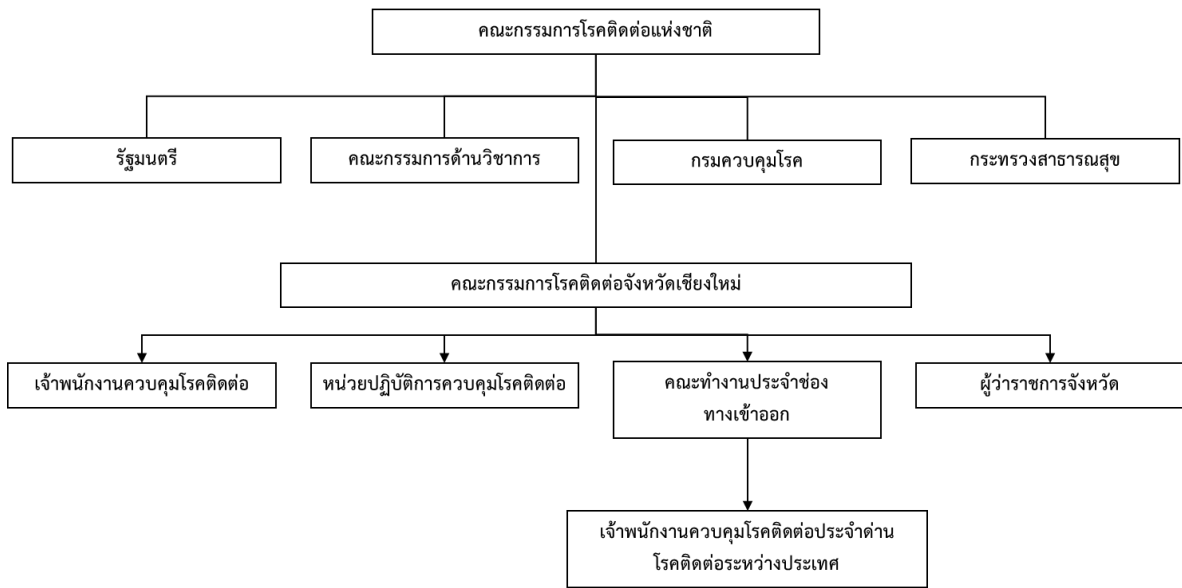 คณะกรรมการโรคติดต่อแห่งชาติ
รัฐมนตรี
คณะกรรมการด้านวิชาการ
กรมควบคุมโรค
กระทรวงสาธารณสุข
คณะกรรมการโรคติดต่อจังหวัดเชียงใหม่
เจ้าพนักงานควบคุมโรคติดต่อ
หน่วยปฏิบัติการควบคุมโรคติดต่อ
คณะทำงานประจำช่อง
ทางเข้าออก
ผู้ว่าราชการจังหวัด
เจ้าพนักงานควบคุมโรคติดต่อประจำด่าน
โรคติดต่อระหว่างประเทศ